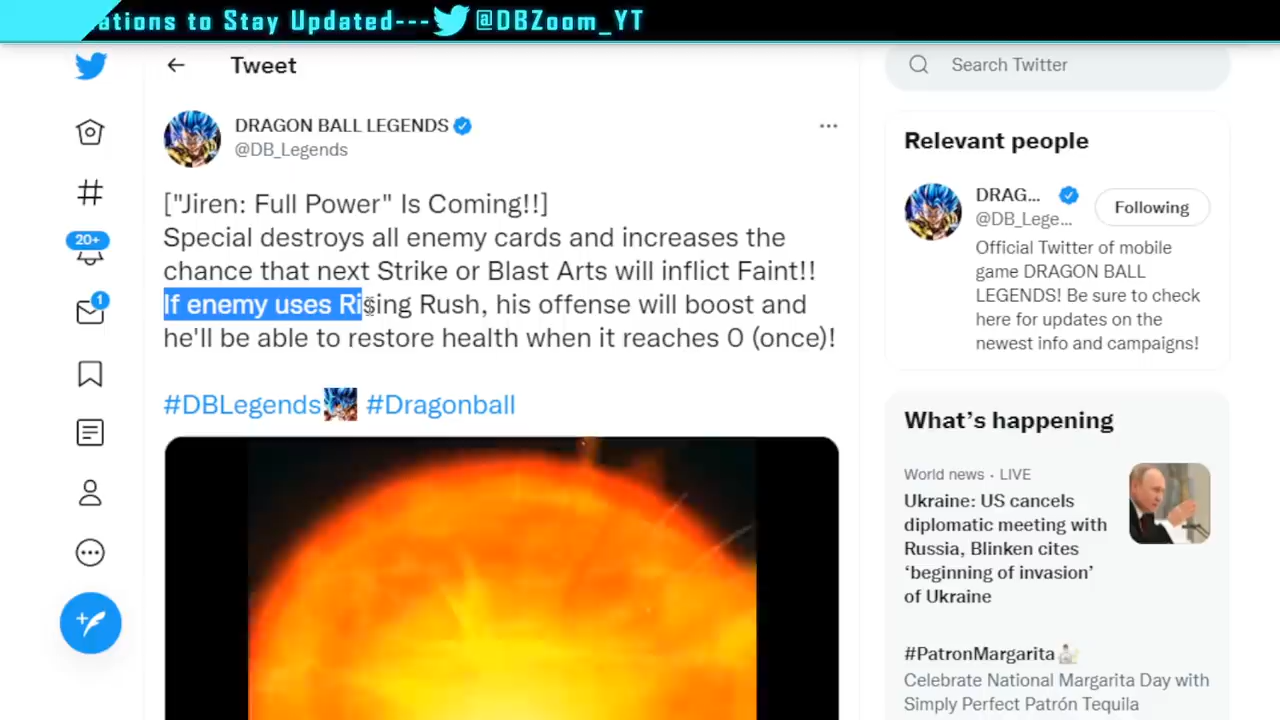 ations to Stay Updated---@DBZoom_YT
Tweet
Search Twitter
DRAGON BALL LEGENDS
@DB_Legends
["Jiren: Full Power" Is Coming!!]
Special destroys all enemy cards and increases the
chance that next Strike or Blast Arts will inflict Faint!!
If enemy uses Rising Rush, his offense will boost and
he'll be able to restore health when it reaches 0 (once)!
#DBLegends #Dragonball
20+
1
Relevant people
DRAG...
@DB_Lege...
Following
Official Twitter of mobile
game DRAGON BALL
LEGENDS! Be sure to check
here for updates on the
newest info and campaigns!
What's happening
World news · LIVE
Ukraine: US cancels
diplomatic meeting with
Russia, Blinken cites
‘beginning of invasion’
of Ukraine
#PatronMargarita
Celebrate National Margarita Day with
Simply Perfect Patrón Tequila